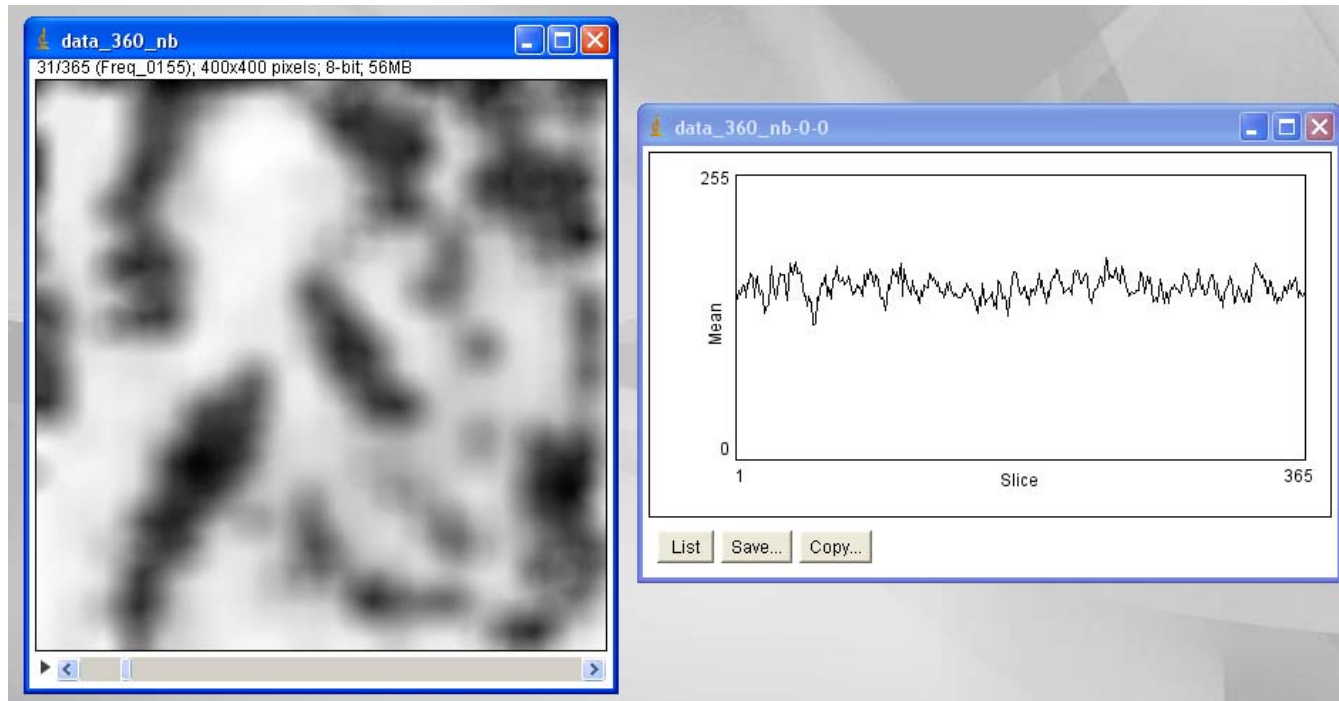 data_360_nb
31/365 (Freq_0155); 400x400 pixels; 8-bit; 56MB
data_360_nb-0-0
255
Mean
0
1
Slice
365
List
Save...
Copy...